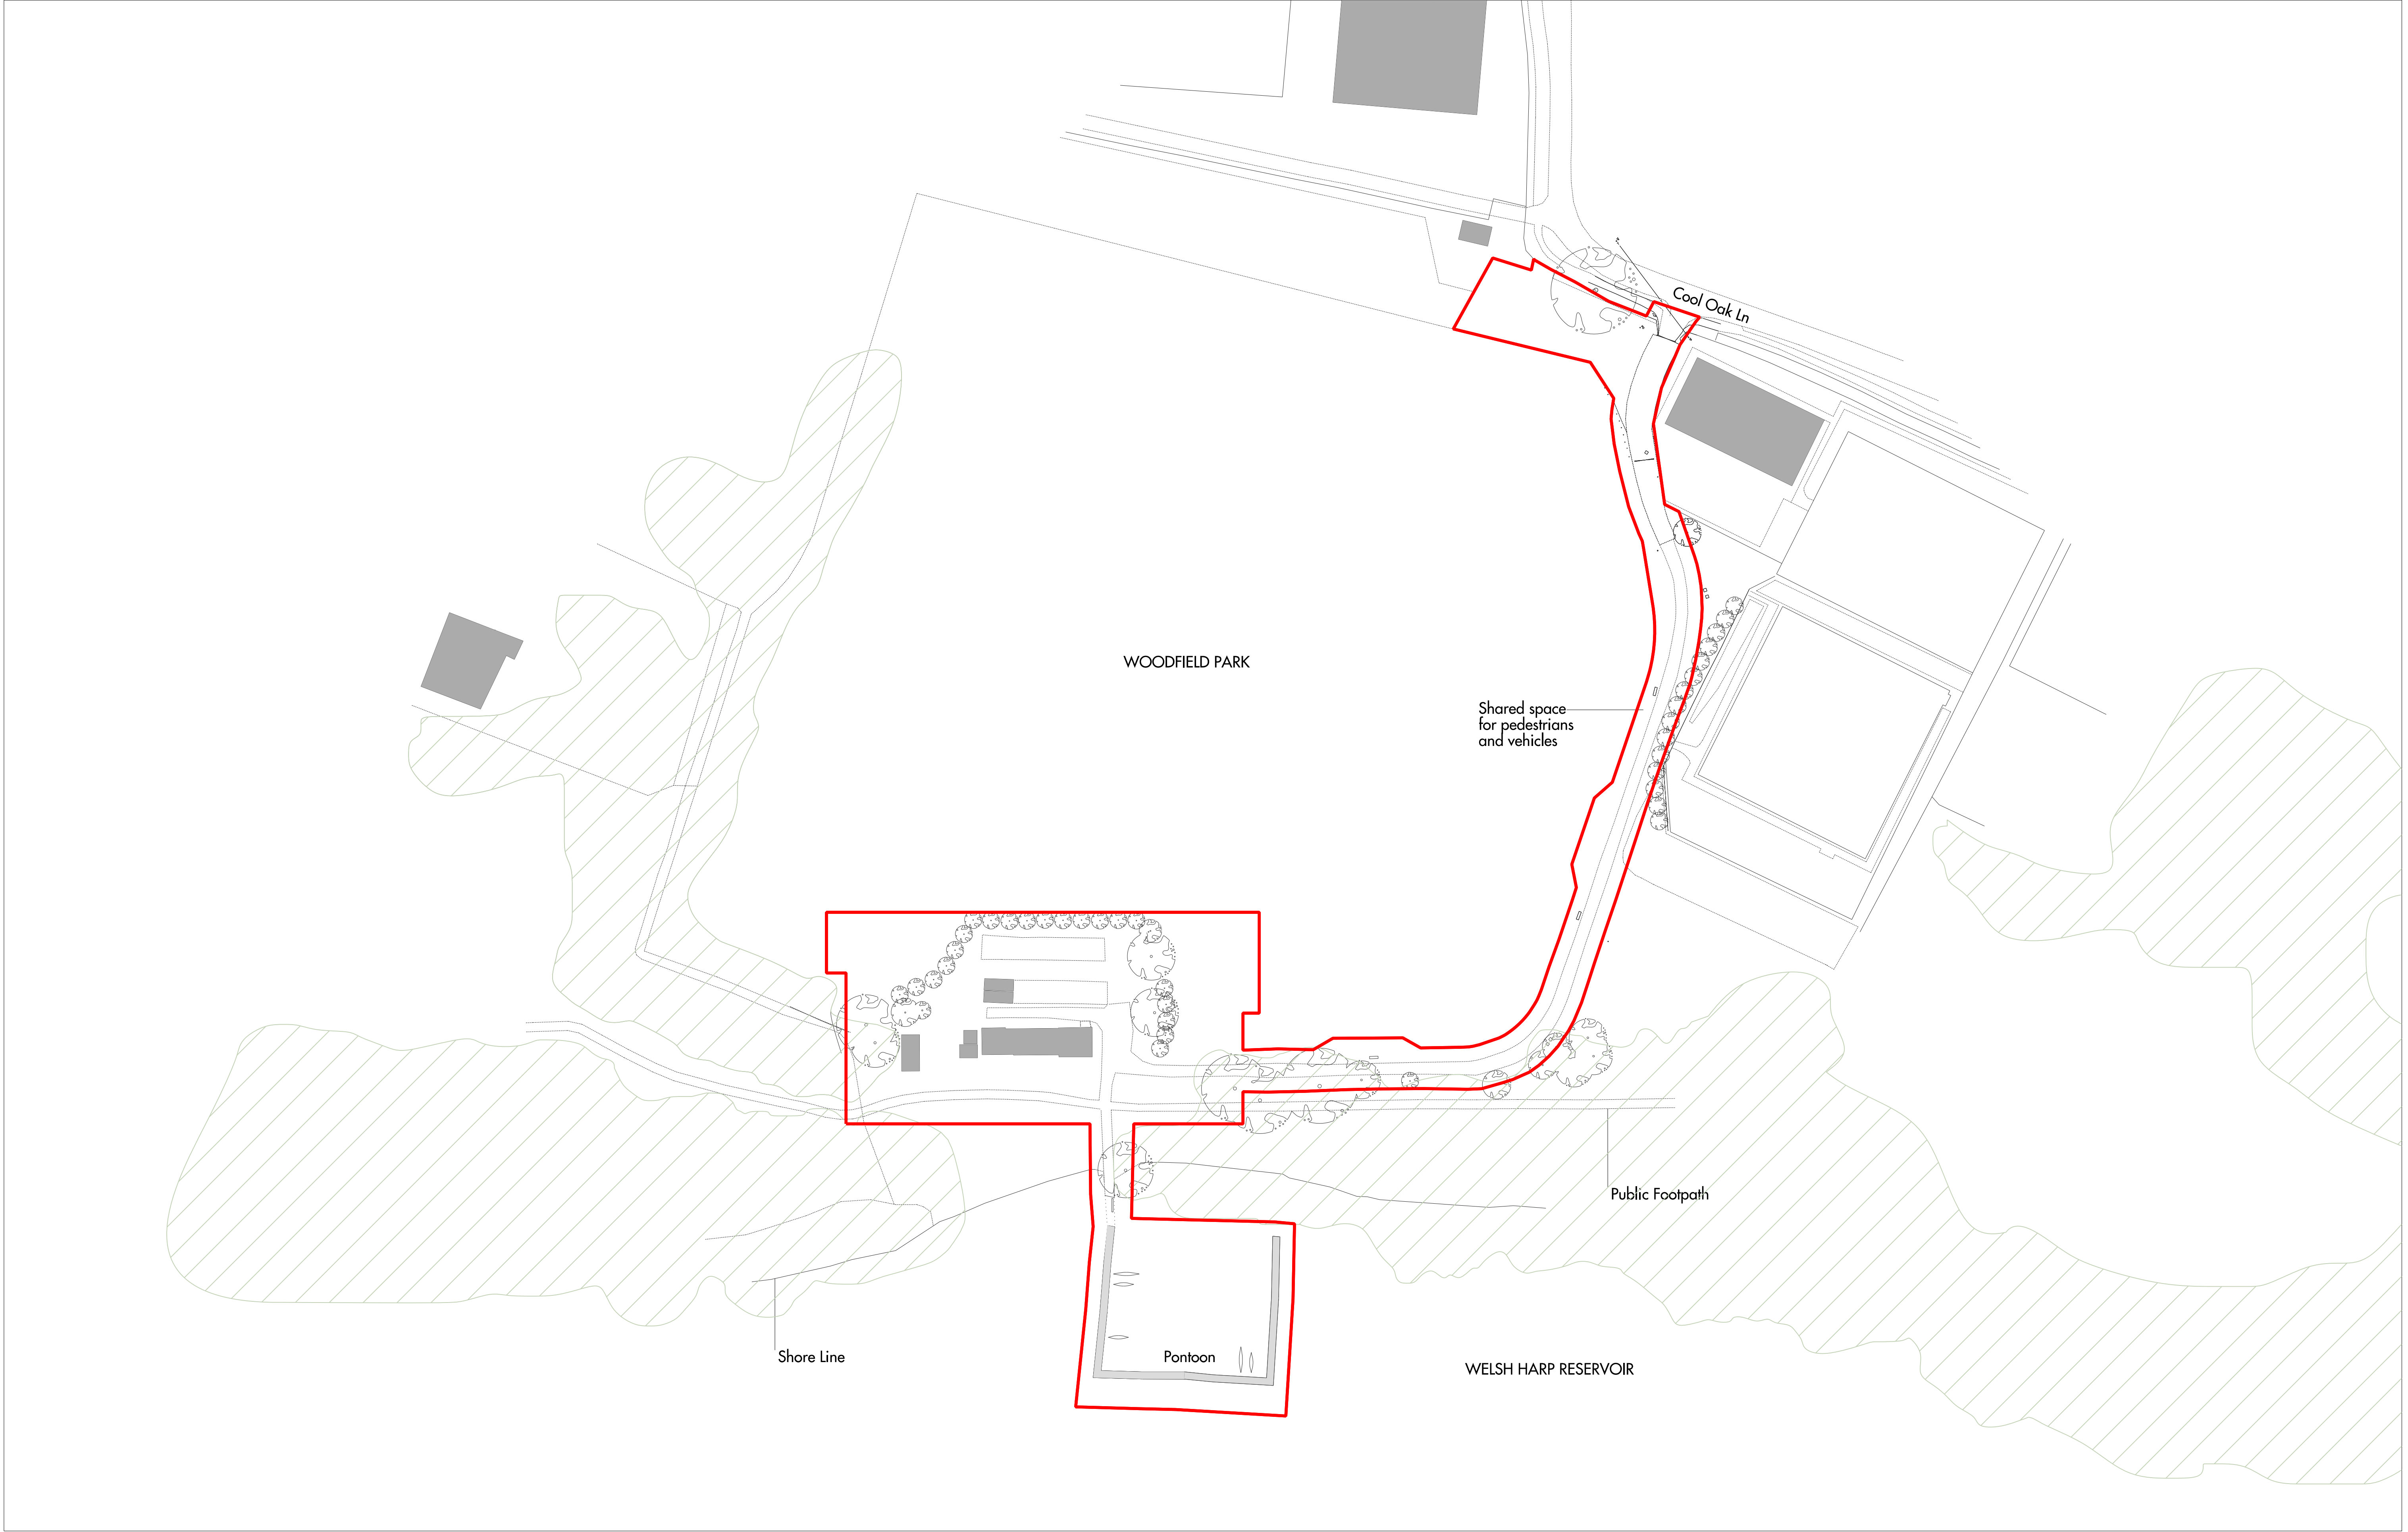 Cool Oak Ln
WOODFIELD PARK
Shared space
for pedestrians
and vehicles
Public Footpath
Shore Line
Pontoon
WELSH HARP RESERVOIR